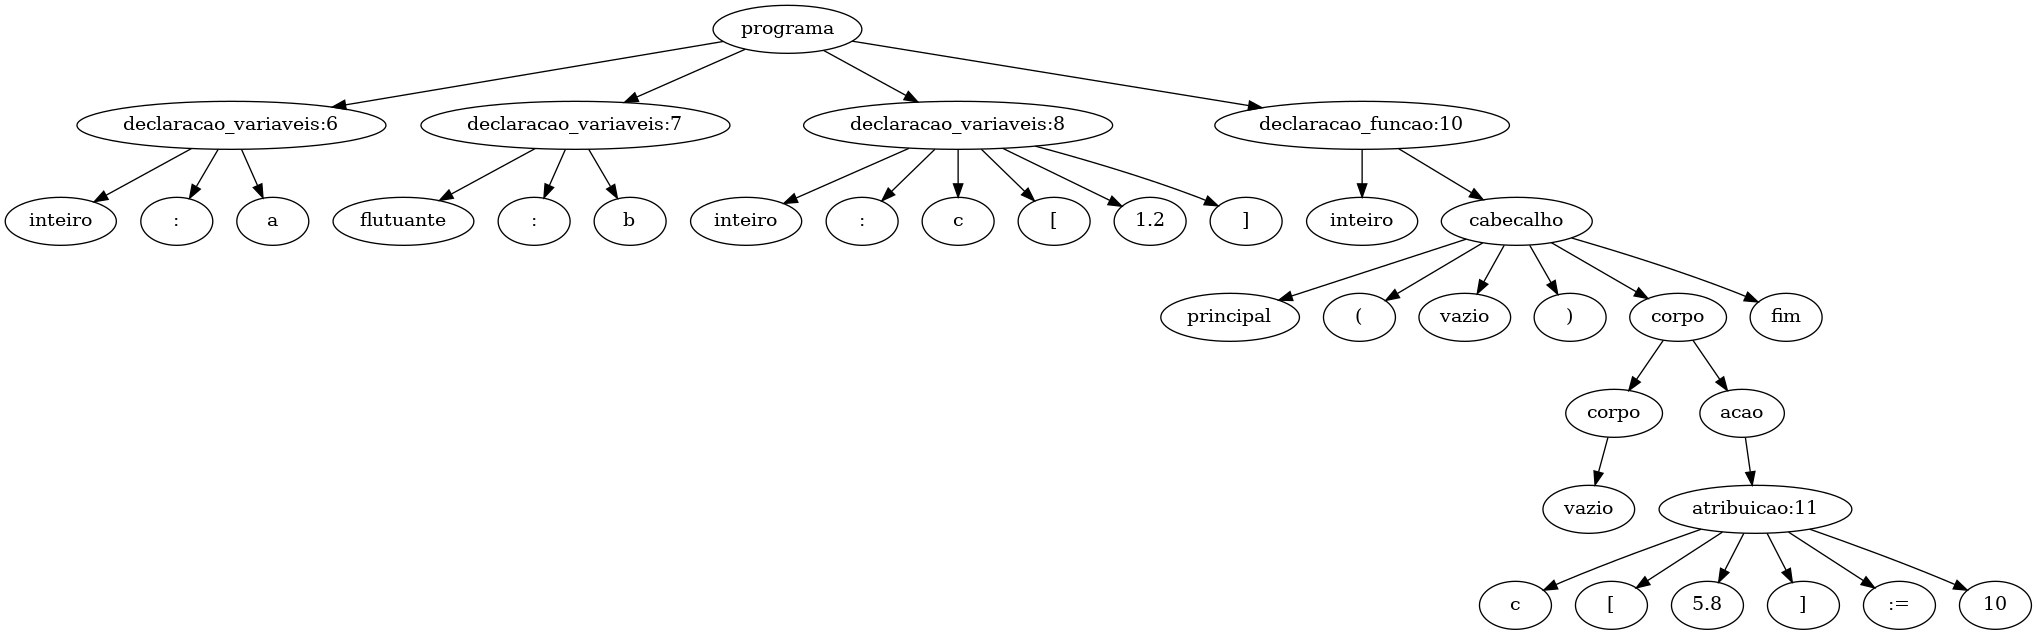 programa
declaracao_variaveis:6 declaracao_variaveis:7 declaracao_variaveis:8 declaracao_funcao:10
inteiro : a flutuante : b inteiro : c [ 1.2 ] inteiro cabecalho
principal ( vazio ) corpo fim
corpo acao
vazio atribuicao:11
c [ 5.8 ] := 10